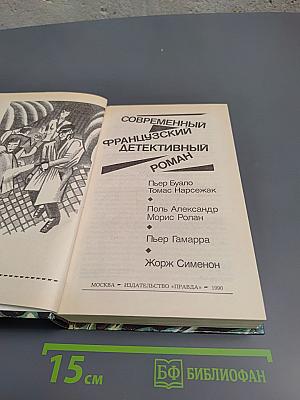 СОВРЕМЕННЫЙ
ФРАНЦУЗСКИЙ
ДЕТЕКТИВНЫЙ
РОМАН
Пьер Буало
Томас Нарсежак
Поль Александр
Морис Ролан
Пьер Гамарра
Жорж Сименон
МОСКВА – ИЗДАТЕЛЬСТВО «ПРАВДА» – 1990
15 см
БФ БИБЛИОФАН